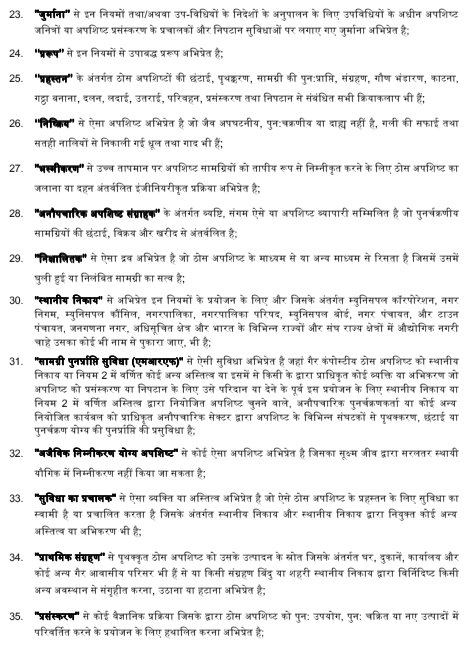 23. "जुर्माना" से इन नियमों तथा/अथवा उप-विधियों के निदेशों के अनुपालन के लिए उपविधियों के अधीन अपशिष्ट
जनित्रों या अपशिष्ट प्रसंस्करण के प्रचालकों और निपटान सुविधाओं पर लगाए गए जुर्माना अभिप्रेत है;
24. "प्ररूप" से इन नियमों से उपाबद्ध प्ररूप अभिप्रेत है;
25. "प्रहस्तन" के अंतर्गत ठोस अपशिष्टों की छंटाई, पृथक्करण, सामग्री की पुन:प्राप्ति, संग्रहण, गौण भंडारण, काटना,
गट्ठा बनाना, दलन, लदाई, उतराई, परिवहन, प्रसंस्करण तथा निपटान से संबंधित सभी क्रियाकलाप भी हैं;
26. "निष्क्रिय" से ऐसा अपशिष्ट अभिप्रेत है जो जैव अपघटनीय, पुन:चक्रणीय या दाह्य नहीं है, गली की सफाई तथा
सतही नालियों से निकाली गई धूल तथा गाद भी हैं;
27. "भस्मीकरण" से उच्च तापमान पर अपशिष्ट सामग्रियों को तापीय रूप से निम्नीकृत करने के लिए ठोस अपशिष्ट का
जलाना या दहन अंतर्वलित इंजीनियरीकृत प्रक्रिया अभिप्रेत है;
28. "अनौपचारिक अपशिष्ट संग्राहक" के अंतर्गत व्यष्टि, संगम ऐसे या अपशिष्ट व्यापारी सम्मिलित है जो पुनर्चक्रणीय
सामग्रियों की छंटाई, विक्रय और खरीद से अंतर्वलित है;
29. "निक्षालितक" से ऐसा द्रव अभिप्रेत है जो ठोस अपशिष्ट के माध्यम से या अन्य माध्यम से रिसता है जिसमें उसमें
घुली हुई या निलंबित सामग्री का सत्व है;
30. "स्थानीय निकाय" से अभिप्रेत इन नियमों के प्रयोजन के लिए और जिसके अंतर्गत म्युनिसपल कॉरपोरेशन, नगर
निगम, म्युनिसपल कौंसिल, नगरपालिका, नगरपालिका परिषद, म्युनिसपल बोर्ड, नगर पंचायत, और टाउन
पंचायत, जनगणना नगर, अधिसूचित क्षेत्र और भारत के विभिन्न राज्यों और संघ राज्य क्षेत्रों में औद्योगिक नगरी
चाहे उसका कोई भी नाम से पुकारा जाए, भी है;
31. "सामग्री पुनर्प्राप्ति सुविधा (एमआरएफ)" से ऐसी सुविधा अभिप्रेत है जहां गैर कंपोस्टीय ठोस अपशिष्ट को स्थानीय
निकाय या नियम 2 में वर्णित कोई अन्य अस्तित्व या इसमें से किसी के द्वारा प्राधिकृत कोई व्यक्ति या अभिकरण जो
अपशिष्ट को प्रसंस्करण या निपटान के लिए उसे परिदान या देने के पूर्व इस प्रयोजन के लिए स्थानीय निकाय या
नियम 2 में वर्णित अस्तित्व द्वारा नियोजित अपशिष्ट चुनने वाले, अनौपचारिक पुनर्चक्रणकर्ता या कोई अन्य
नियोजित कार्यबल को प्राधिकृत अनौपचारिक सेक्टर द्वारा अपशिष्ट के विभिन्न संघटकों से पृथक्करण, छंटाई या
पुनर्चक्रण योग्य की पुनर्प्राप्ति की प्रसुविधा है;
32. "अजैविक निम्नीकरण योग्य अपशिष्ट" से कोई ऐसा अपशिष्ट अभिप्रेत है जिसका सूक्ष्म जीव द्वारा सरलतर स्थायी
यौगिक में निम्नीकरण नहीं किया जा सकता है;
33. "सुविधा का प्रचालक" से ऐसा व्यक्ति या अस्तित्व अभिप्रेत है जो ऐसे ठोस अपशिष्ट के प्रहस्तन के लिए सुविधा का
स्वामी है या प्रचालित करता है जिसके अंतर्गत स्थानीय निकाय और स्थानीय निकाय द्वारा नियुक्त कोई अन्य
अस्तित्व या अभिकरण भी है;
34. "प्राथमिक संग्रहण" से पृथक्कृत ठोस अपशिष्ट को उसके उत्पादन के स्रोत जिसके अंतर्गत घर, दुकानें, कार्यालय और
कोई अन्य गैर आवासीय परिसर भी हैं से या किसी संग्रहण बिंदु या शहरी स्थानीय निकाय द्वारा विर्निदिष्ट किसी
अन्य अवस्थान से संगृहीत करना, उठाना या हटाना अभिप्रेत है;
35. "प्रसंस्करण" से कोई वैज्ञानिक प्रक्रिया जिसके द्वारा ठोस अपशिष्ट को पुन: उपयोग, पुन: चक्रित या नए उत्पादों में
परिवर्तित करने के प्रयोजन के लिए हथालित करना अभिप्रेत है;